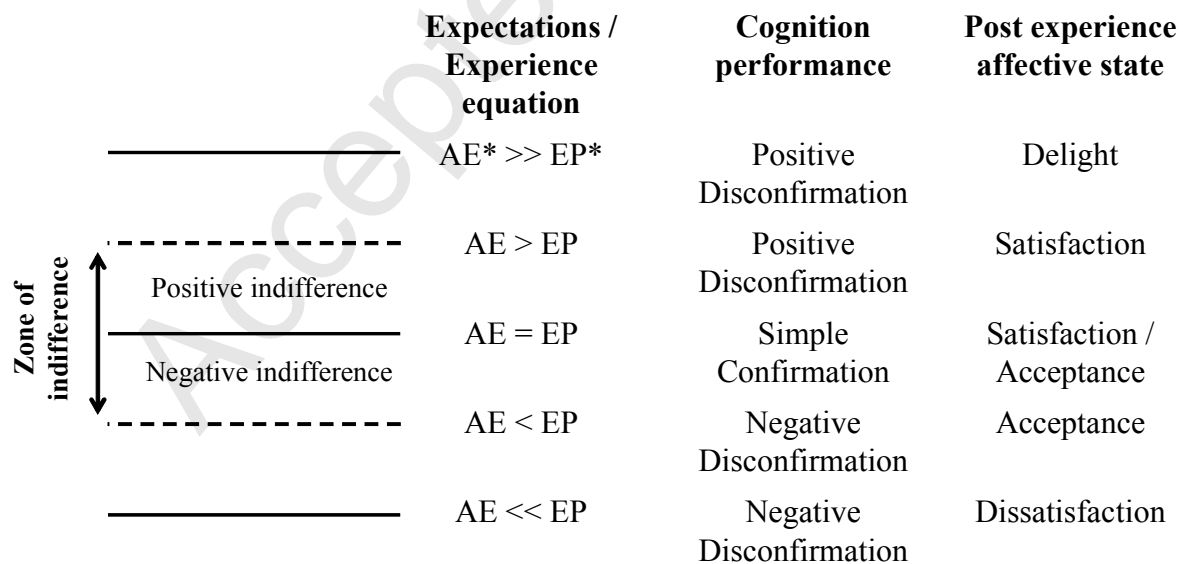 Expectations / Experience equation
Cognition performance
Post experience affective state
AE* >> EP*
Positive Disconfirmation
Delight
AE > EP
Positive Disconfirmation
Satisfaction
Zone of indifference
Positive indifference
AE = EP
Simple Confirmation
Satisfaction / Acceptance
Negative indifference
AE < EP
Negative Disconfirmation
Acceptance
AE << EP
Negative Disconfirmation
Dissatisfaction
Accepte